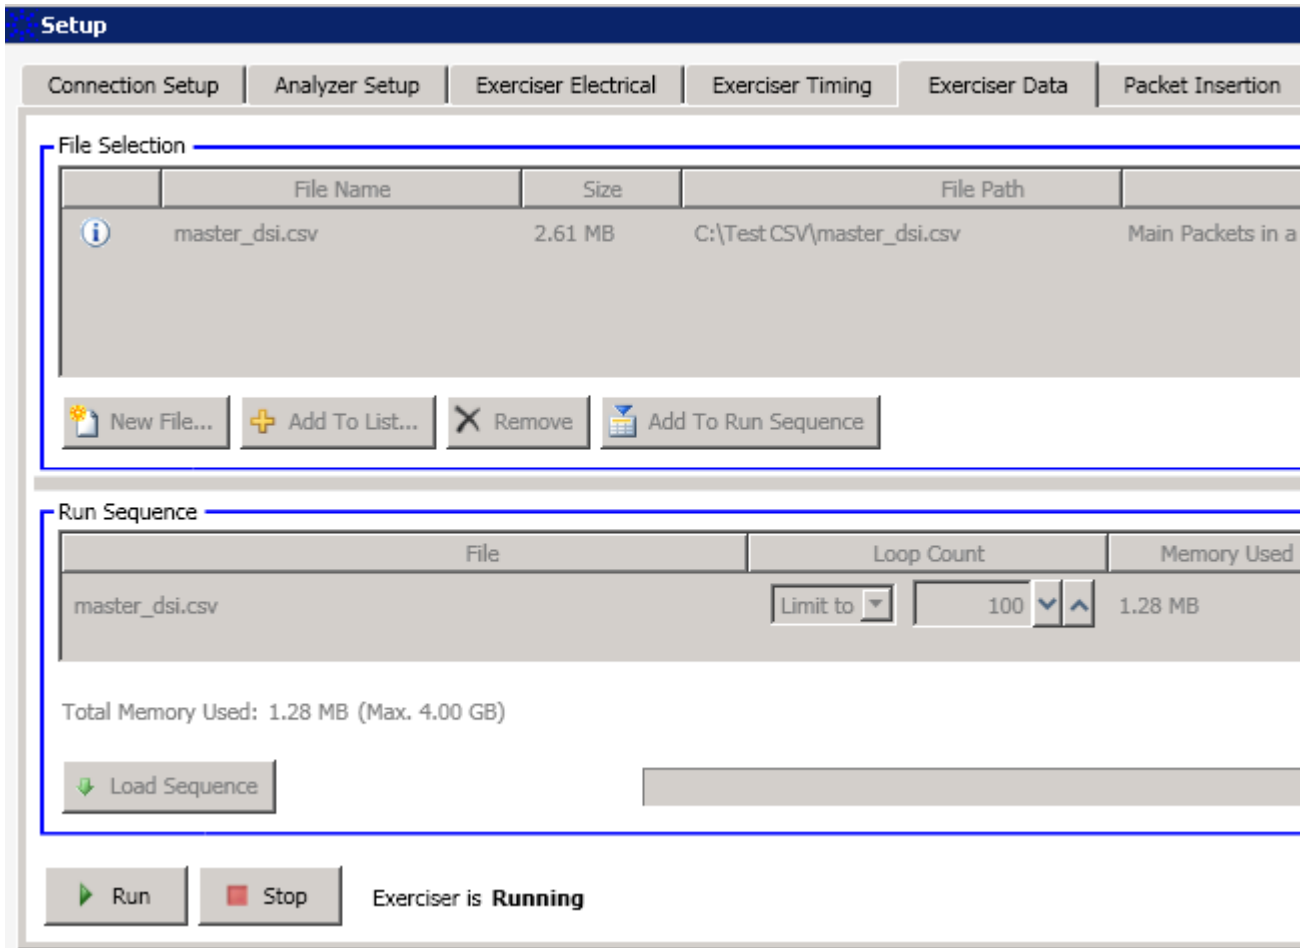 Setup
Connection Setup Analyzer Setup Exerciser Electrical Exerciser Timing Exerciser Data Packet Insertion
File Selection
File Name Size File Path
master_dsi.csv 2.61 MB C:\Test CSV\master_dsi.csv Main Packets in a
New File... Add To List... Remove Add To Run Sequence
Run Sequence
File Loop Count Memory Used
master_dsi.csv Limit to 100 1.28 MB
Total Memory Used: 1.28 MB (Max. 4.00 GB)
Load Sequence
Run Stop Exerciser is Running